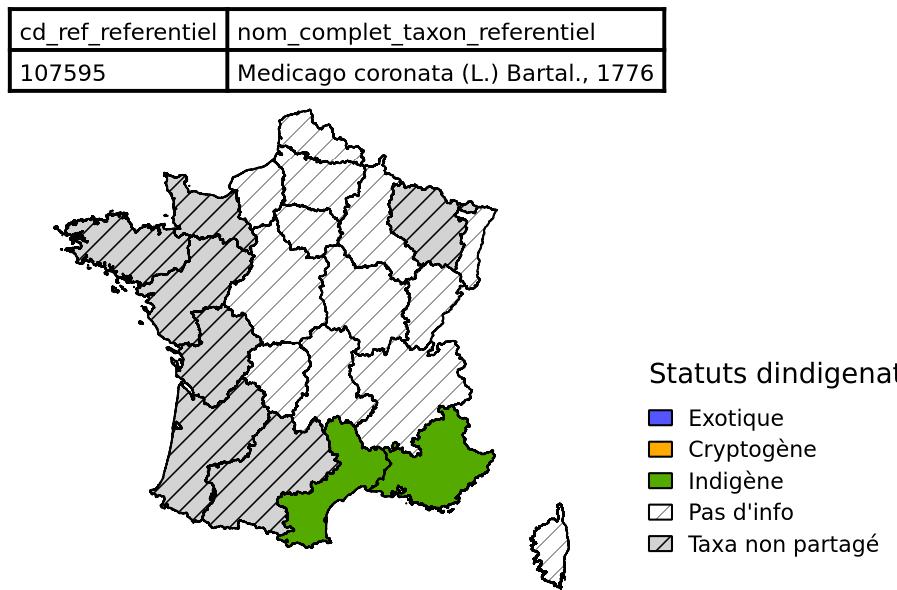 cd_ref_referentiel nom_complet_taxon_referentiel
107595 Medicago coronata (L.) Bartal., 1776
Statuts dindigenat
Exotique
Cryptogène
Indigène
Pas d'info
Taxa non partagé